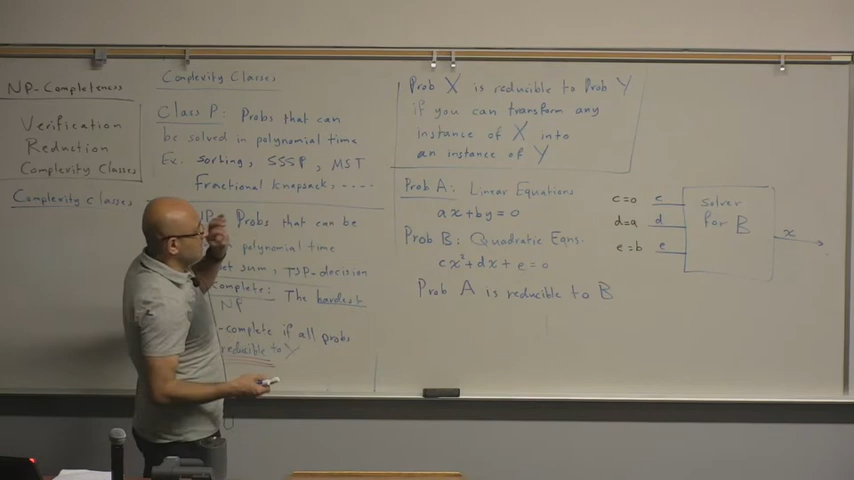 NP-Completeness
Verification
Reduction
Complexity Classes
Complexity classes
Complexity Classes
Class P: Probs that can
be solved in polynomial time
Ex. sorting, SSSP, MST
Fractional knapsack, ....
NP: Probs that can be
polynomial time
sum, TSP-decision
The hardest
NP
-complete if all probs
reducible to Y
Prob X is reducible to Prob Y
if you can transform any
instance of X into
an instance of Y
Prob A: Linear Equations
ax+by=0
Prob B: Quadratic Eqns.
cx²+dx+e=0
Prob A is reducible to B
c=0 c
d=a d
e=b e
solver
for B
x